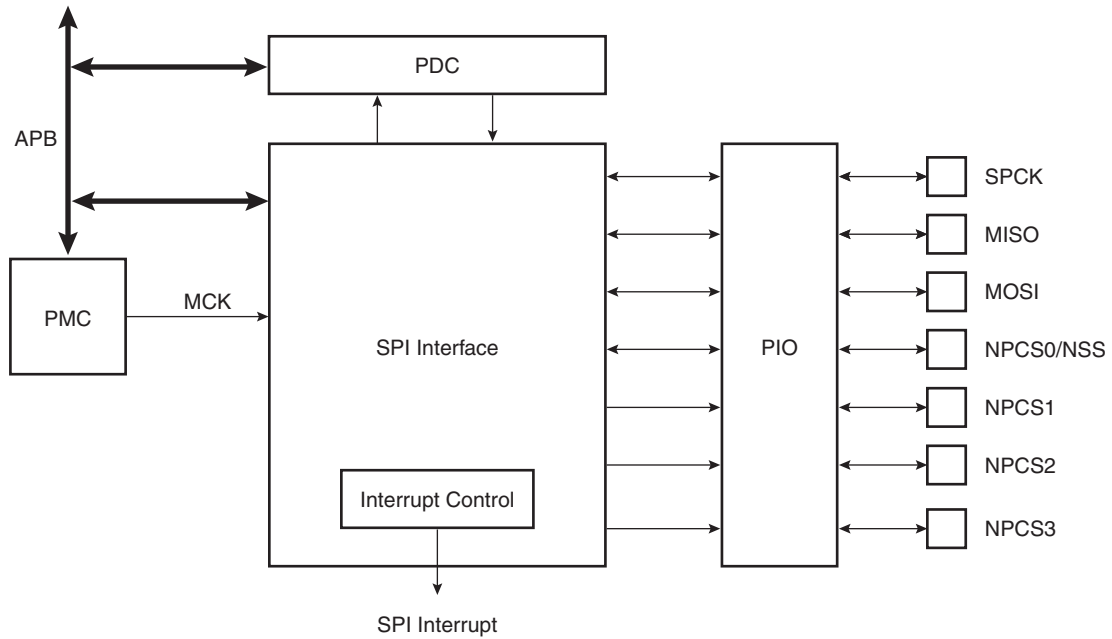 PDC
APB
SPCK
MISO
MCK
MOSI
PMC
SPI Interface
PIO
NPCS0/NSS
NPCS1
NPCS2
Interrupt Control
NPCS3
SPI Interrupt